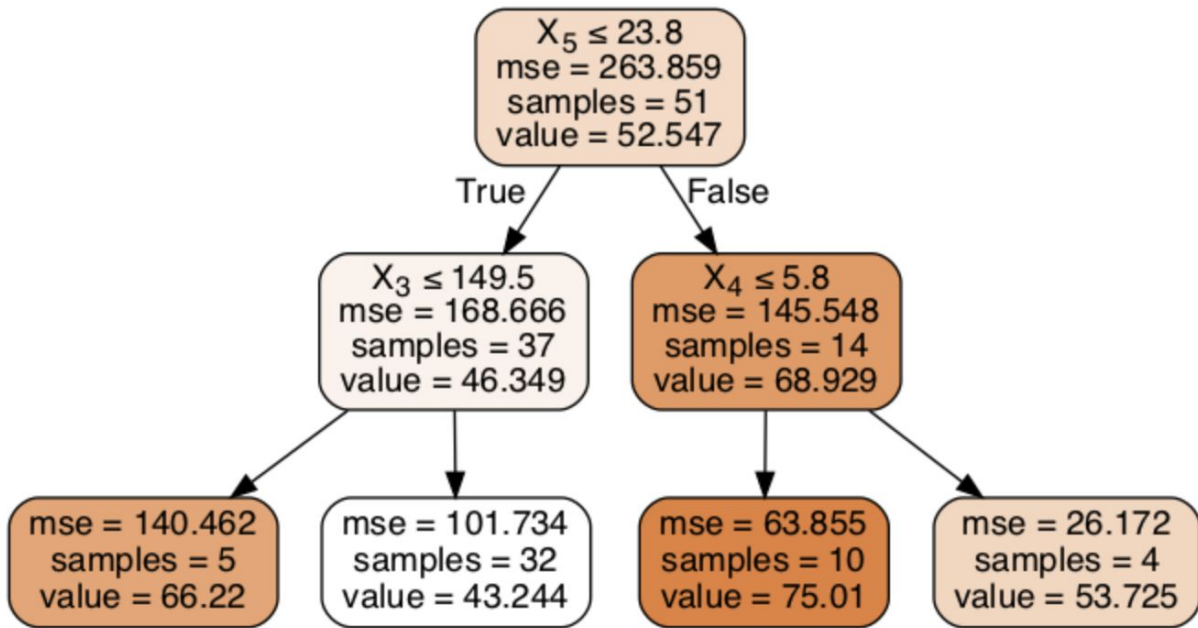 X₅ ≤ 23.8
mse = 263.859
samples = 51
value = 52.547
True
False
X₃ ≤ 149.5
mse = 168.666
samples = 37
value = 46.349
X₄ ≤ 5.8
mse = 145.548
samples = 14
value = 68.929
mse = 140.462
samples = 5
value = 66.22
mse = 101.734
samples = 32
value = 43.244
mse = 63.855
samples = 10
value = 75.01
mse = 26.172
samples = 4
value = 53.725